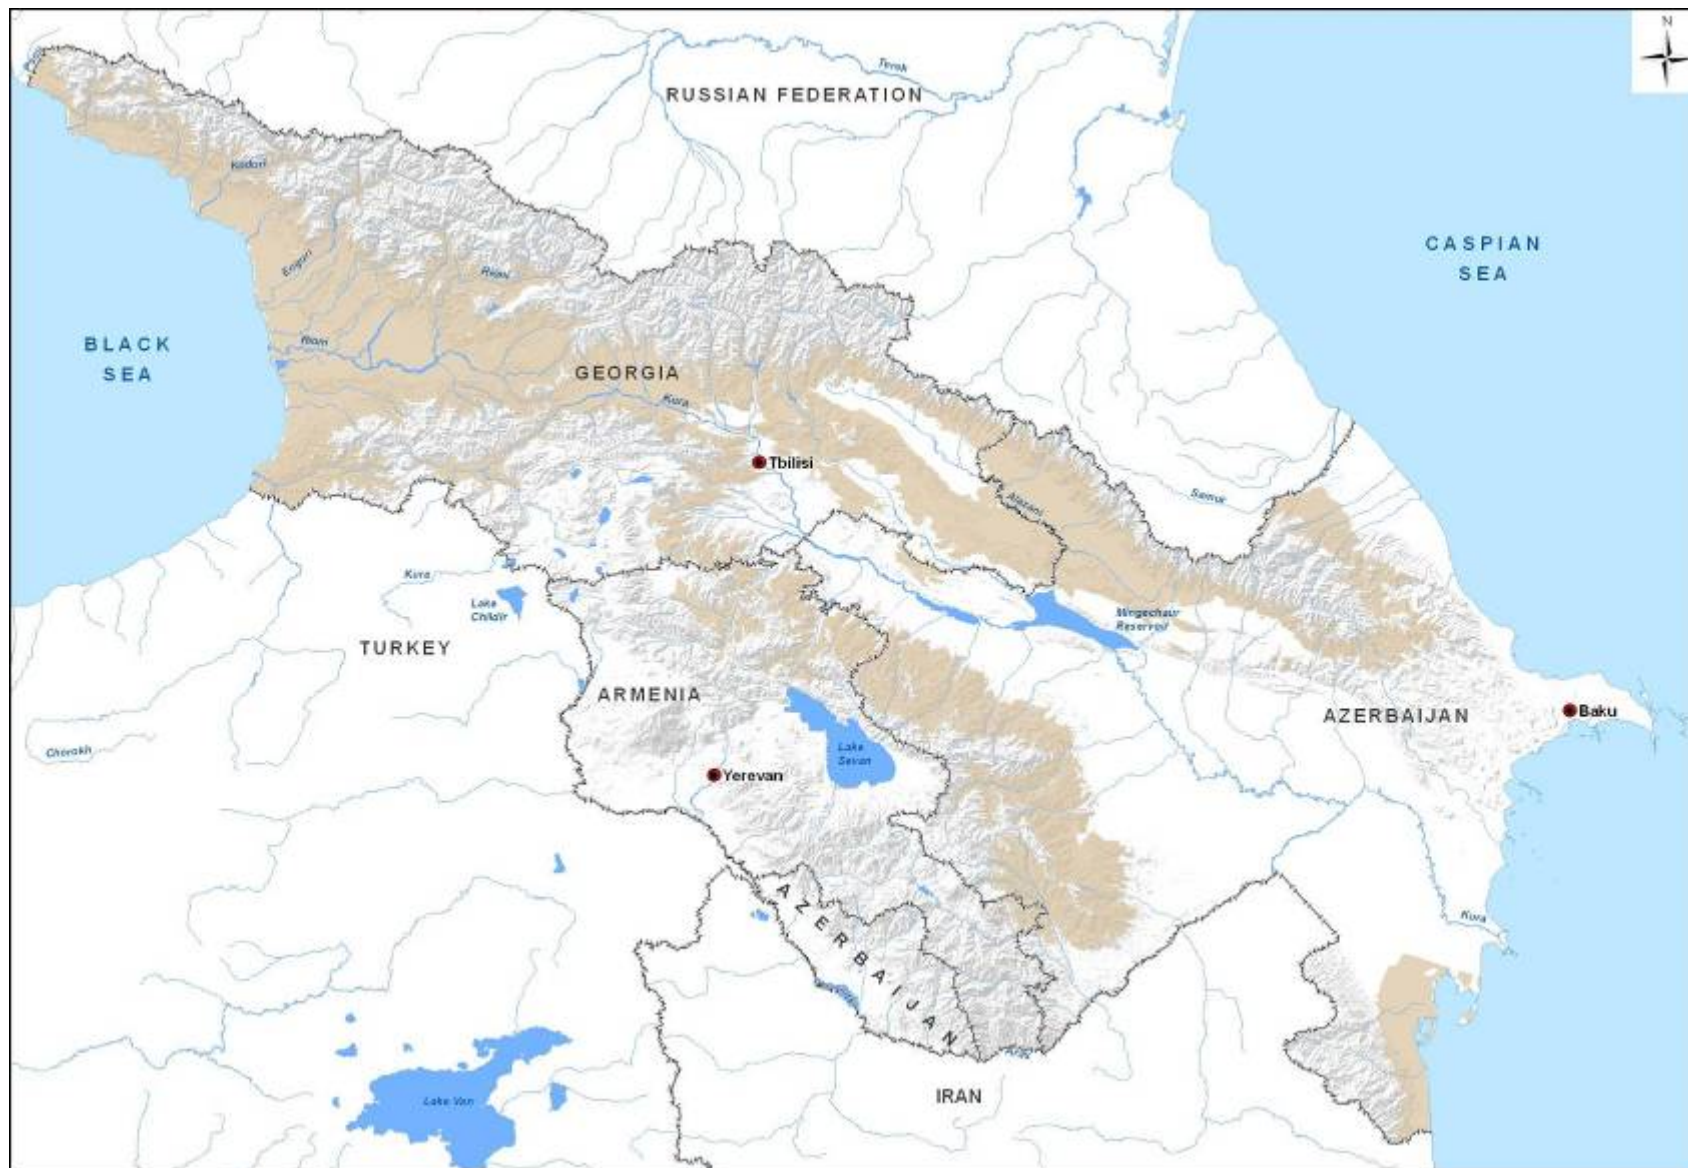 N
Terek
RUSSIAN FEDERATION
Kodori
CASPIAN
SEA
Enguri
Rioni
BLACK
SEA
Rioni
GEORGIA
Kura
Tbilisi
Alazani
Samur
Kura
Lake
Childir
Mingechaur
Reservoir
TURKEY
ARMENIA
AZERBAIJAN
Baku
Chorokh
Lake
Sevan
Yerevan
AZERBAIJAN
Kura
IRAN
Lake Van